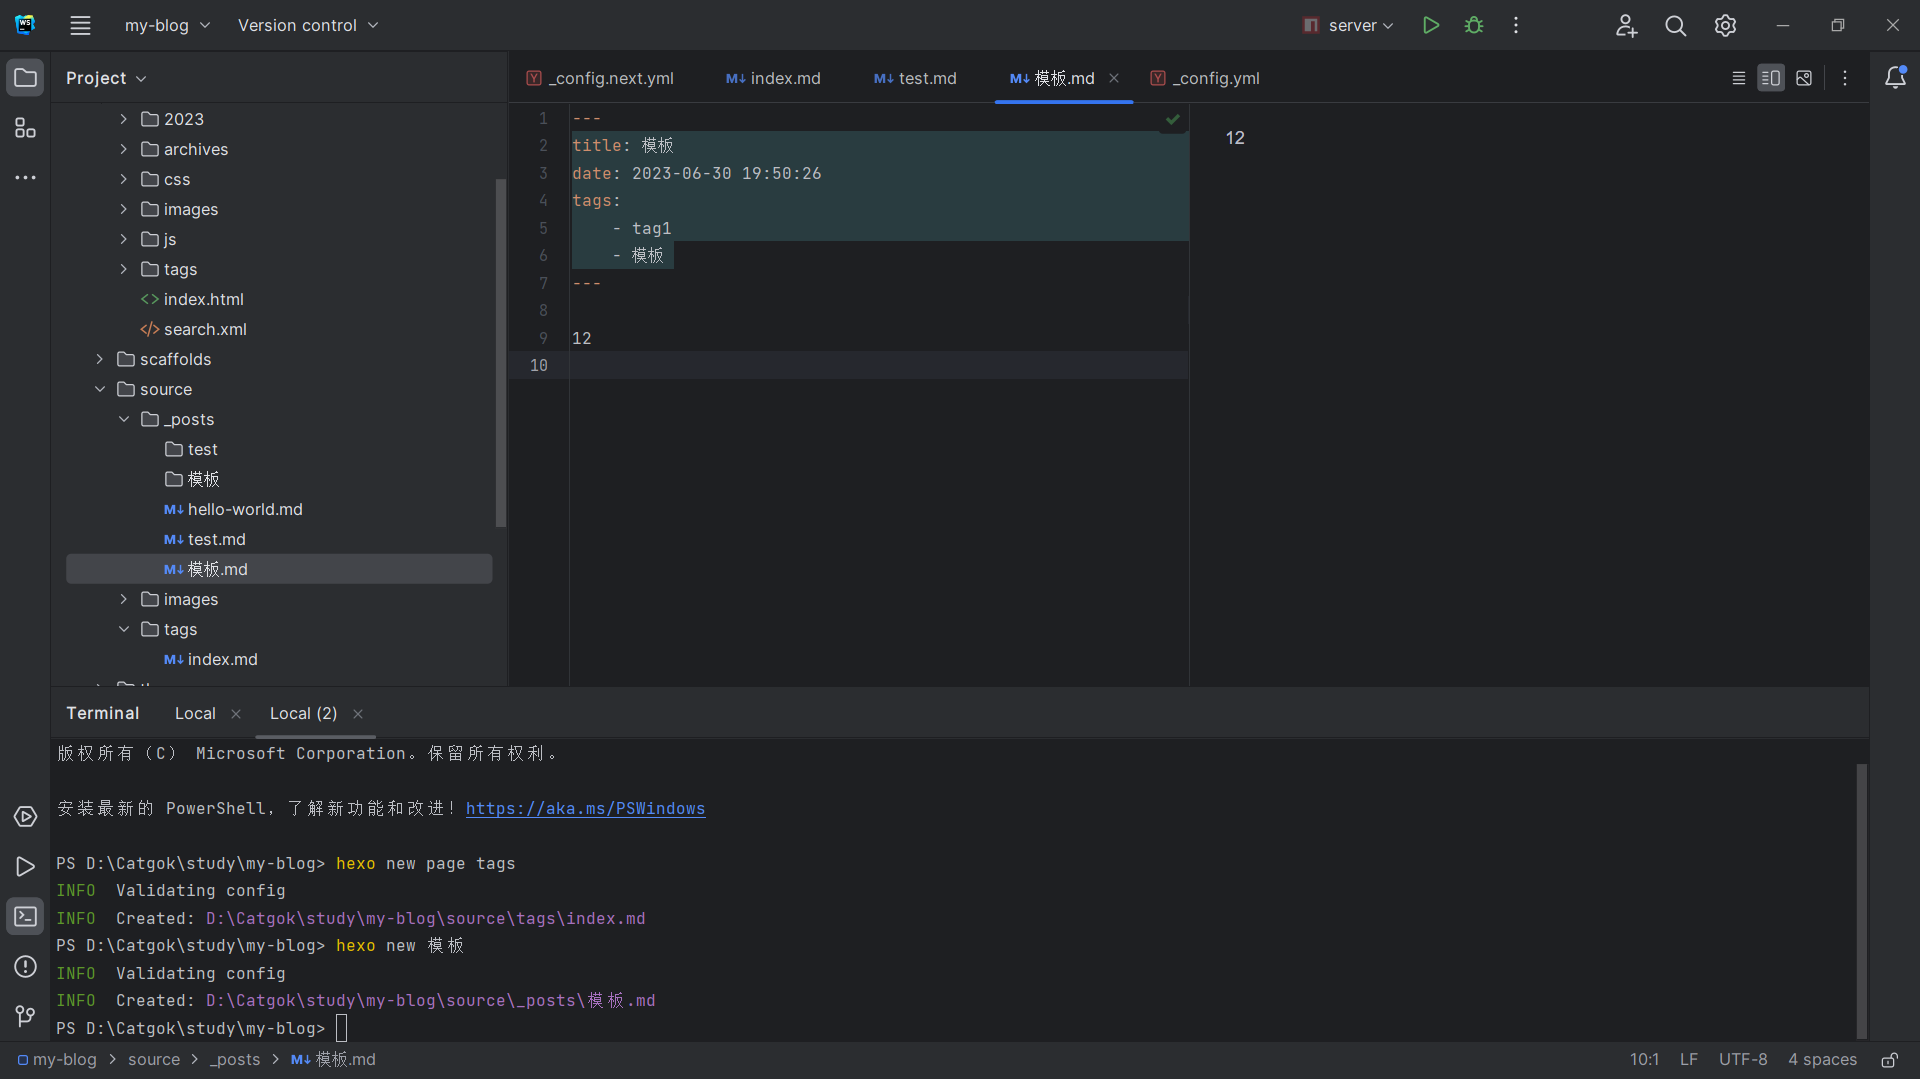 my-blog Version control server
Project
_config.next.yml index.md test.md 模板.md _config.yml
2023
archives
css
images
js
tags
index.html
search.xml
scaffolds
source
_posts
test
模板
hello-world.md
test.md
模板.md
images
tags
index.md
1 ---
2 title: 模板
3 date: 2023-06-30 19:50:26
4 tags:
5 - tag1
6 - 模板
7 ---
8
9 12
10
12
Terminal Local Local (2)
版权所有 (C) Microsoft Corporation。保留所有权利。
安装最新的 PowerShell，了解新功能和改进！https://aka.ms/PSWindows
PS D:\Catgok\study\my-blog> hexo new page tags
INFO Validating config
INFO Created: D:\Catgok\study\my-blog\source\tags\index.md
PS D:\Catgok\study\my-blog> hexo new 模板
INFO Validating config
INFO Created: D:\Catgok\study\my-blog\source\_posts\模板.md
PS D:\Catgok\study\my-blog>
my-blog > source > _posts > 模板.md 10:1 LF UTF-8 4 spaces